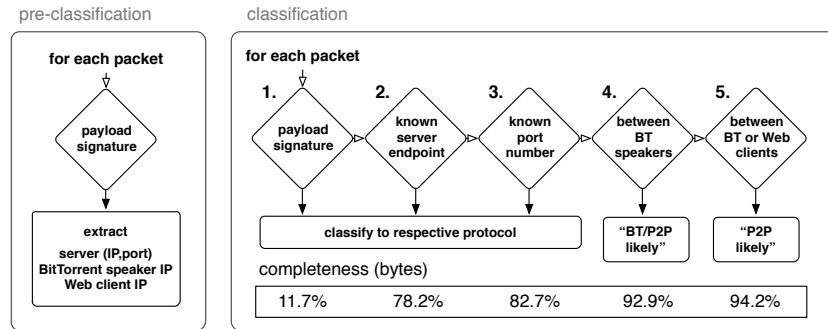 pre-classification
for each packet
payload
signature
extract
server (IP,port)
BitTorrent speaker IP
Web client IP
classification
for each packet
1.
payload
signature
2.
known
server
endpoint
3.
known
port
number
4.
between
BT
speakers
5.
between
BT or Web
clients
classify to respective protocol
“BT/P2P
likely”
“P2P
likely”
completeness (bytes)
11.7% 78.2% 82.7% 92.9% 94.2%